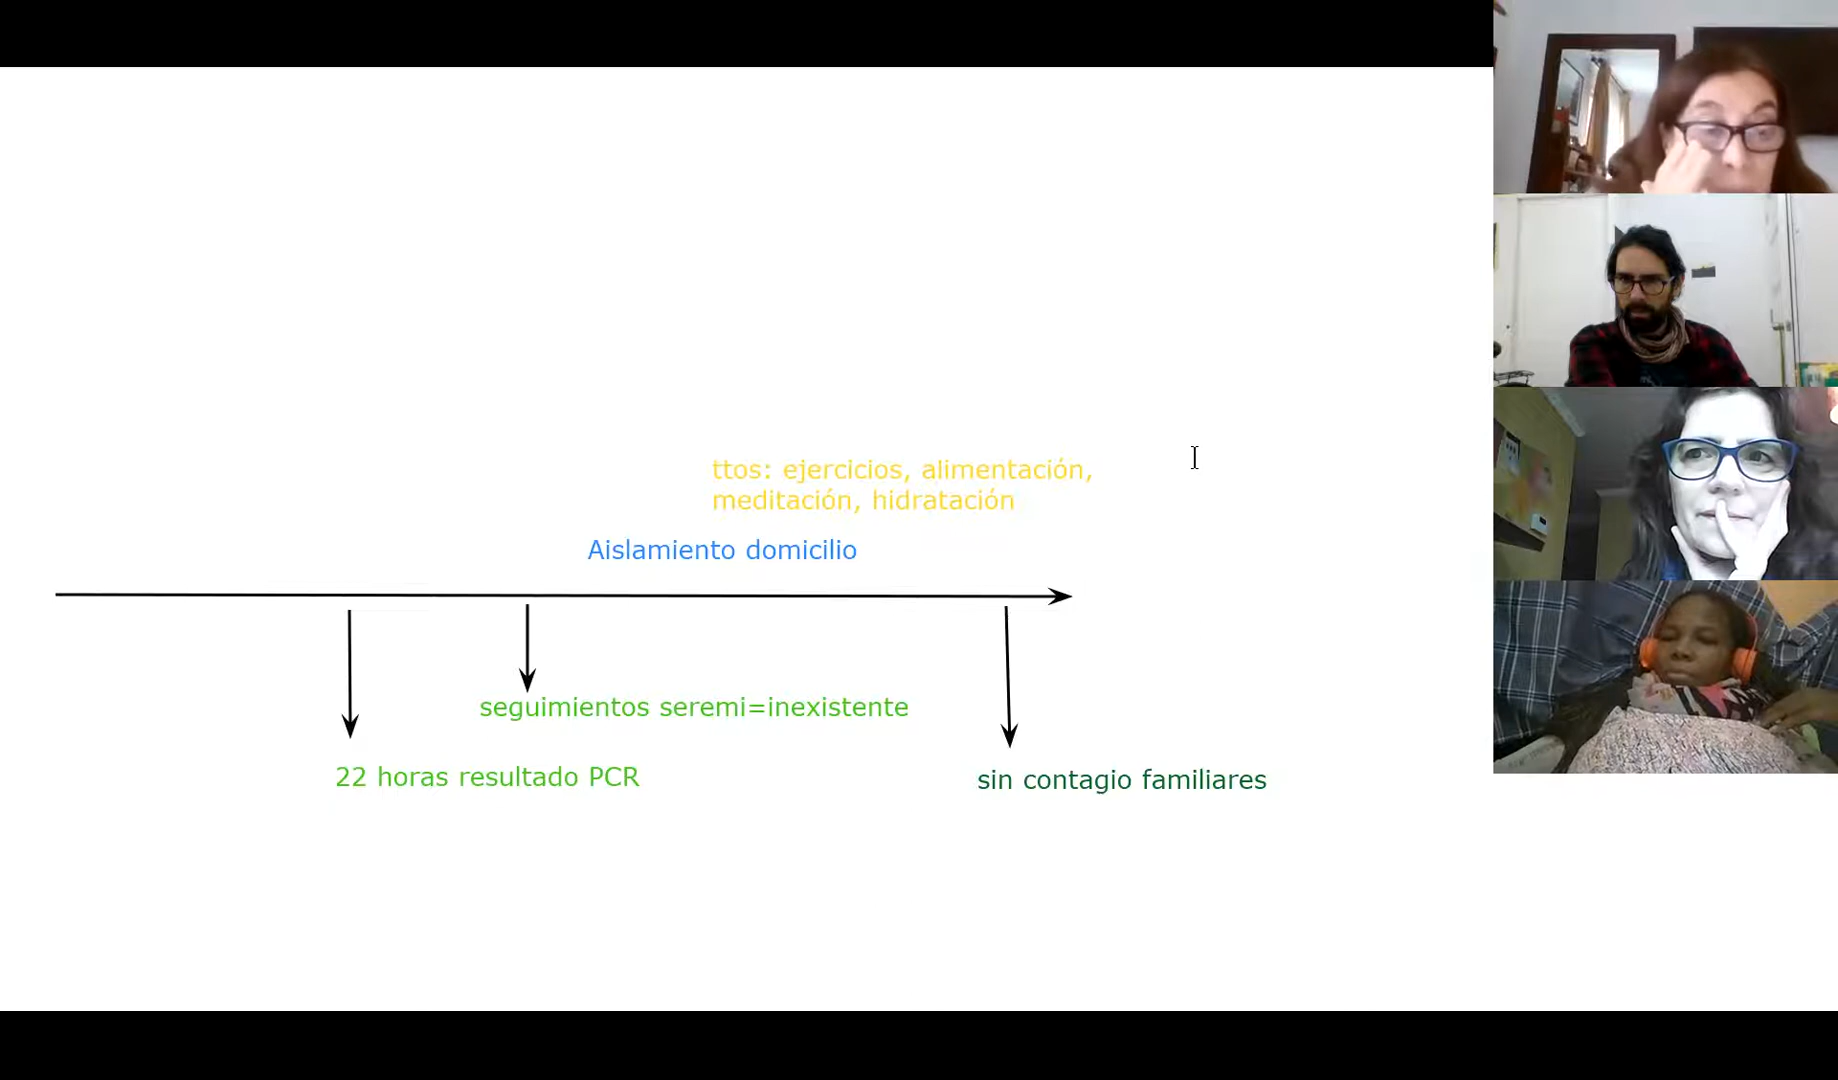 ttos: ejercicios, alimentación,
meditación, hidratación
Aislamiento domicilio
seguimientos seremi=inexistente
22 horas resultado PCR
sin contagio familiares